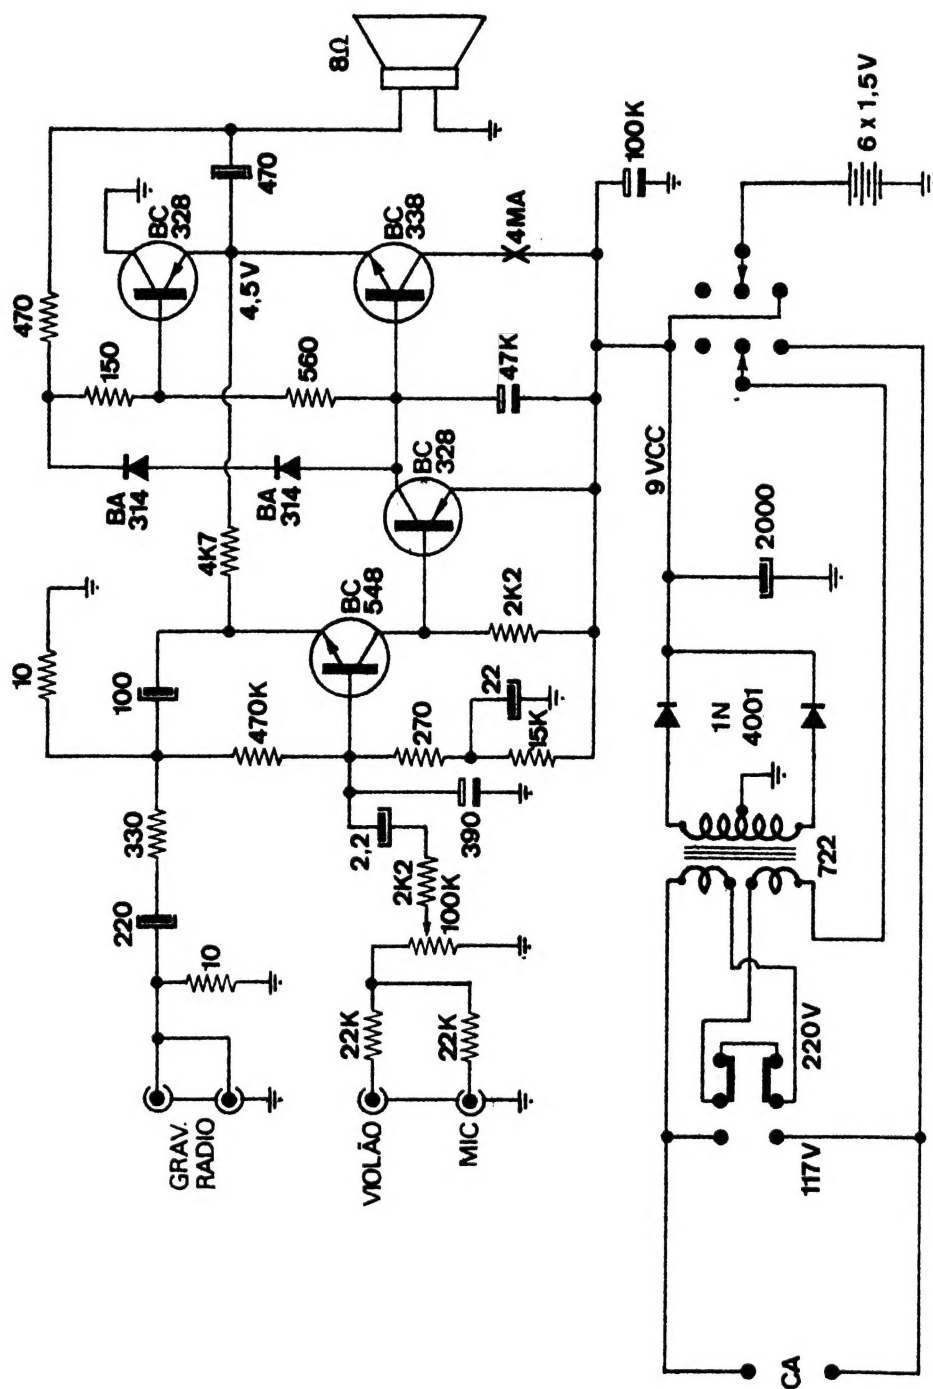 GRAV.
RADIO
220
330
10
100
10
470K
VIOLÃO
MIC
22K
22K
100K
2K2
2,2
390
270
22
15K
BC
548
2K2
4K7
BA
314
BA
314
470
150
560
BC
328
47K
BC
328
4,5V
BC
338
4MA
470
8Ω
100K
CA
117V
220V
722
1N
4001
2000
9VCC
6 x 1,5V